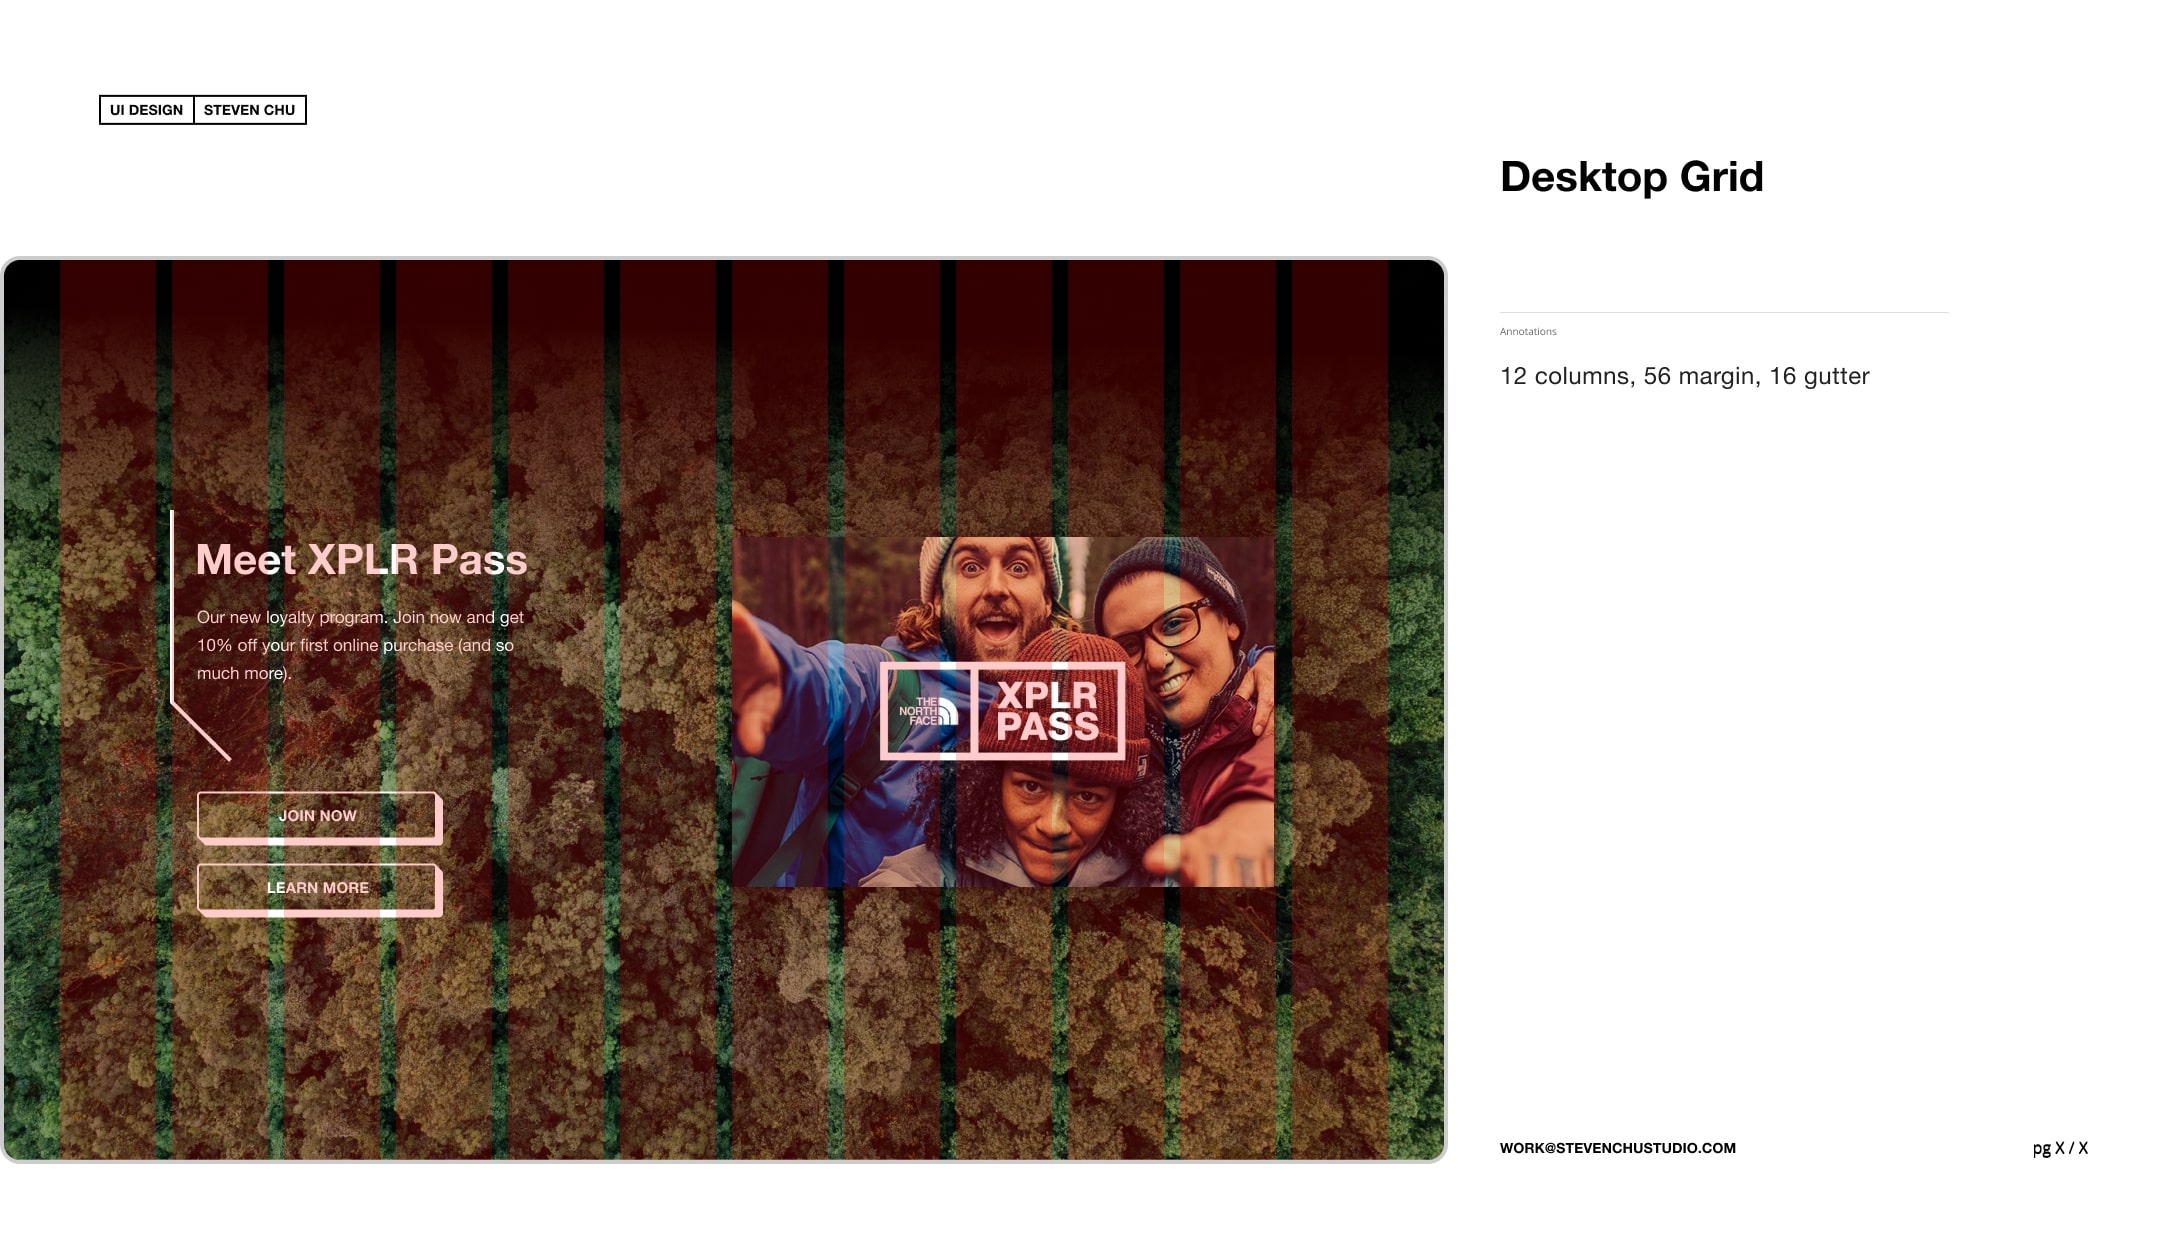 UI DESIGN STEVEN CHU
Desktop Grid
Annotations
12 columns, 56 margin, 16 gutter
Meet XPLR Pass
Our new loyalty program. Join now and get
10% off your first online purchase (and so
much more).
JOIN NOW
LEARN MORE
THE
NORTH
FACE
XPLR
PASS
WORK@STEVENCHUSTUDIO.COM
pg X / X